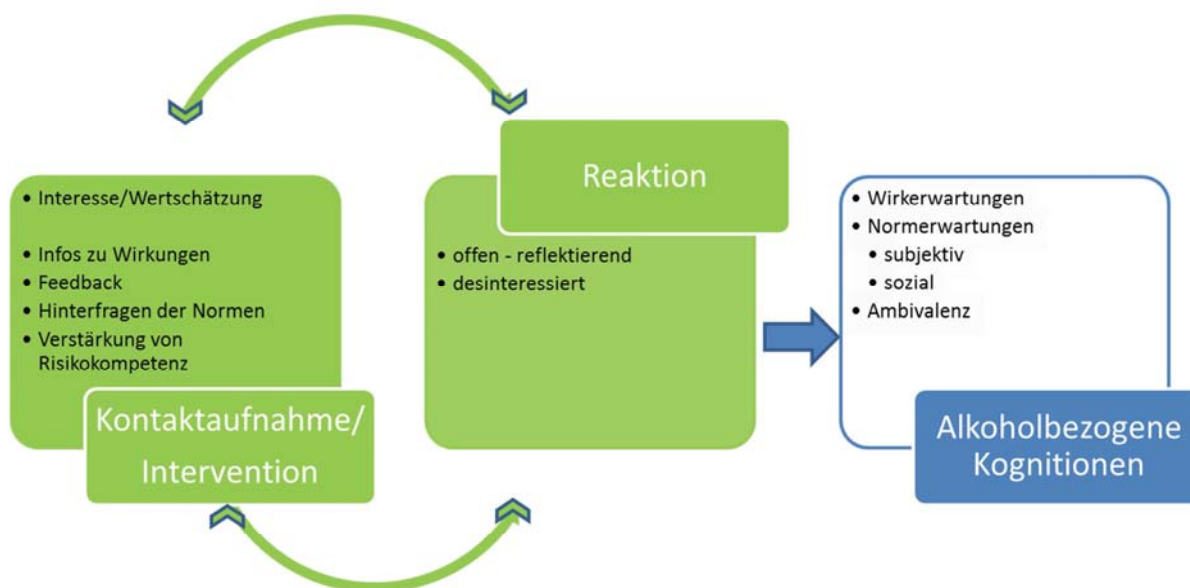 • Interesse/Wertschätzung
• Infos zu Wirkungen
• Feedback
• Hinterfragen der Normen
• Verstärkung von
Risikokompetenz
Kontaktaufnahme/
Intervention
Reaktion
• offen - reflektierend
• desinteressiert
• Wirkerwartungen
• Normerwartungen
• subjektiv
• sozial
• Ambivalenz
Alkoholbezogene
Kognitionen